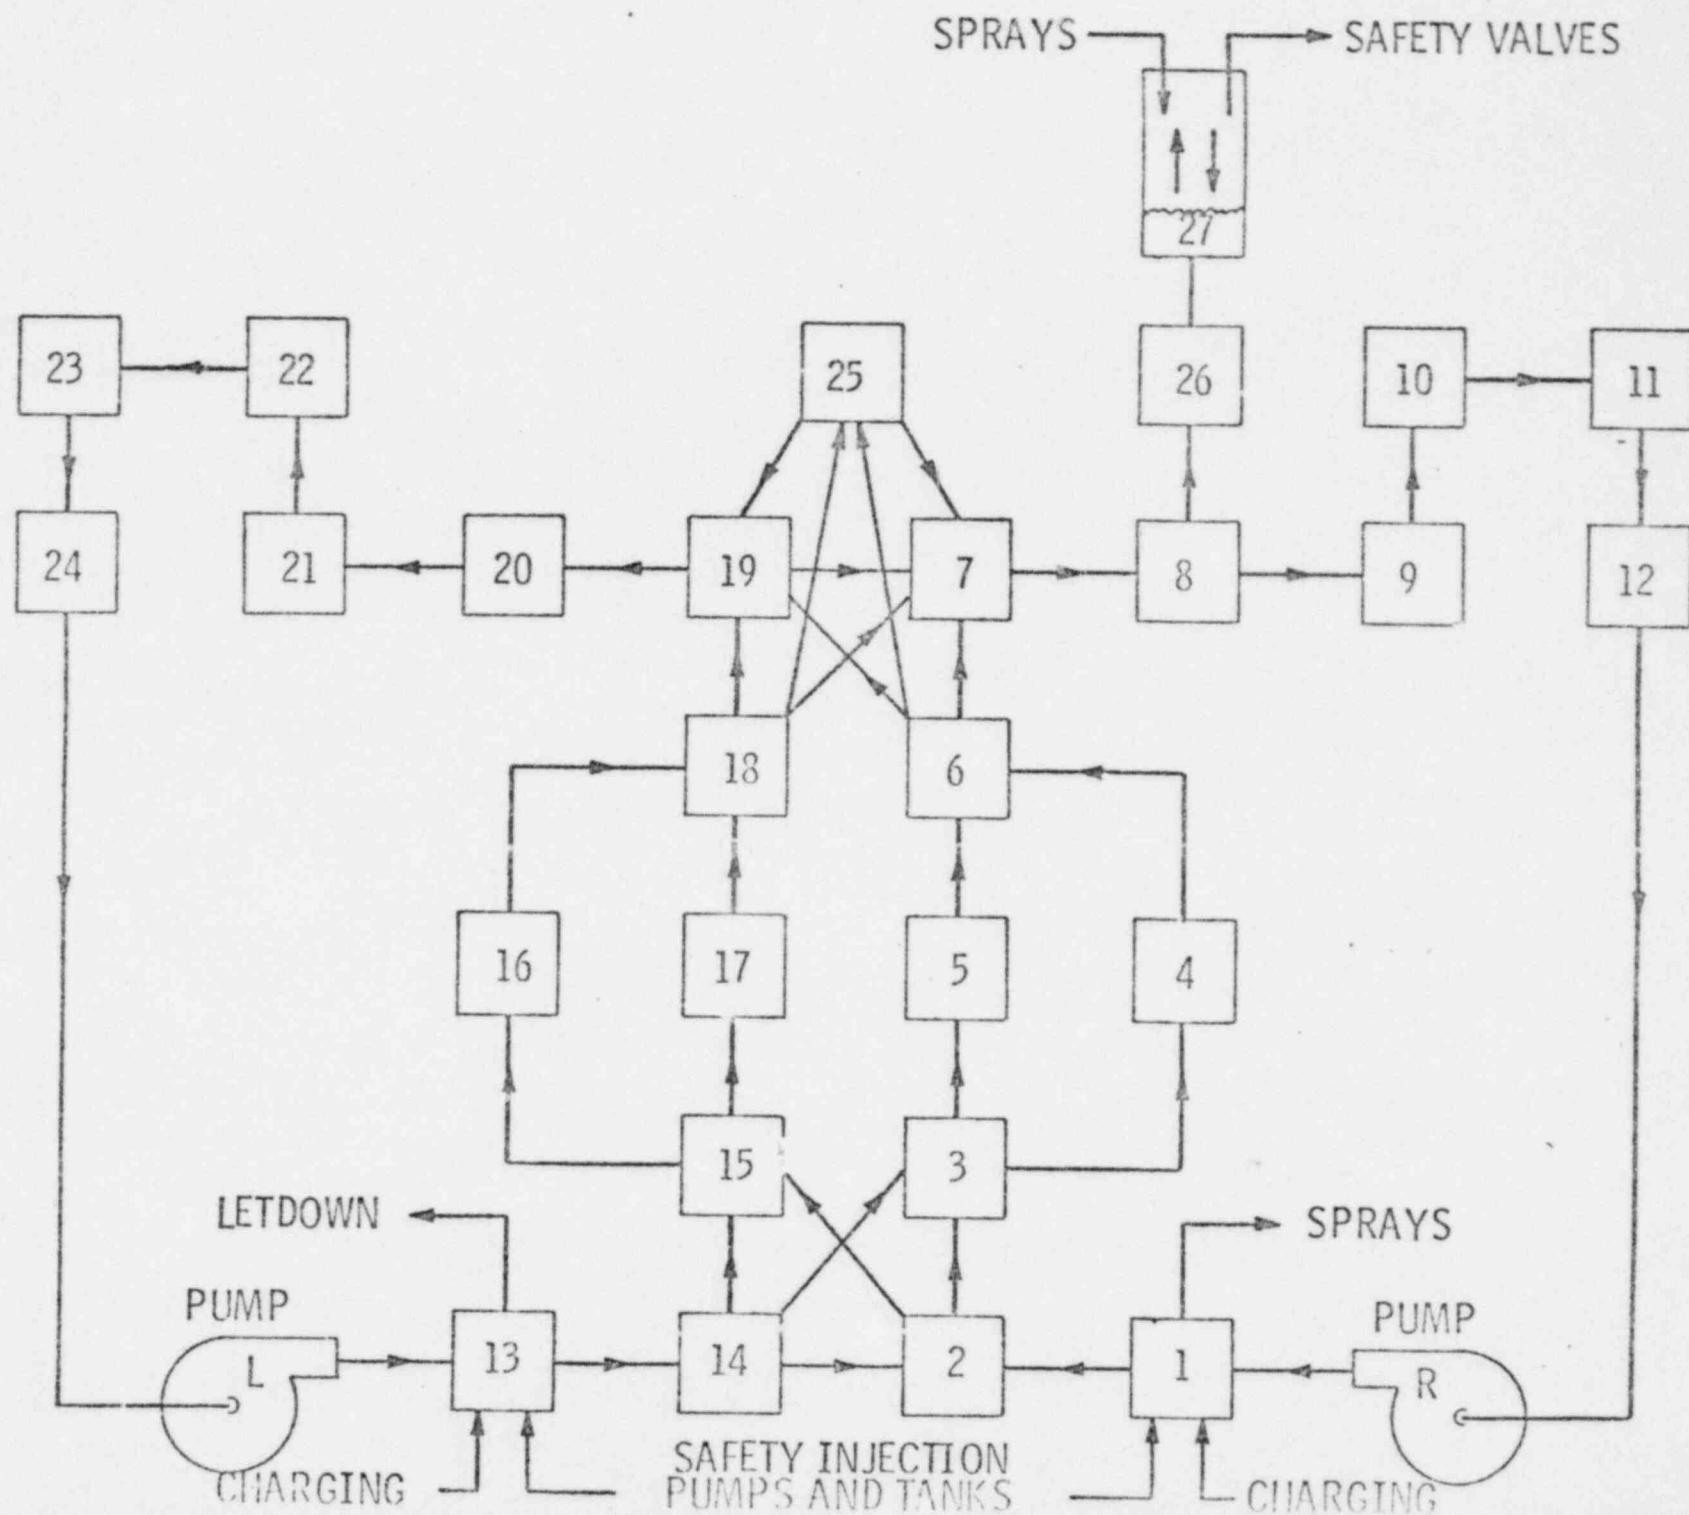 SPRAYS
SAFETY VALVES
27
23
22
25
26
10
11
24
21
20
19
7
8
9
12
18
6
16
17
5
4
15
3
LETDOWN
SPRAYS
PUMP
PUMP
L
13
14
2
1
R
SAFETY INJECTION
PUMPS AND TANKS
CHARGING
CHARGING